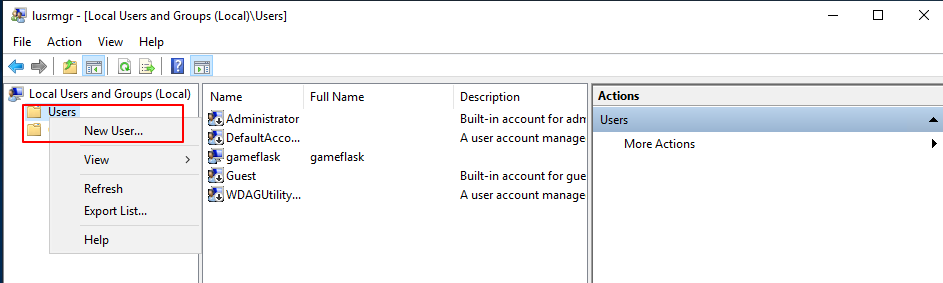 lusrmgr - [Local Users and Groups (Local)\Users]
File Action View Help
Local Users and Groups (Local)
Users
New User...
View
Refresh
Export List...
Help
Name Full Name Description
Administrator Built-in account for adm
DefaultAcco... A user account manage
gameflask gameflask
Guest Built-in account for gue
WDAGUtility... A user account manage
Actions
Users
More Actions